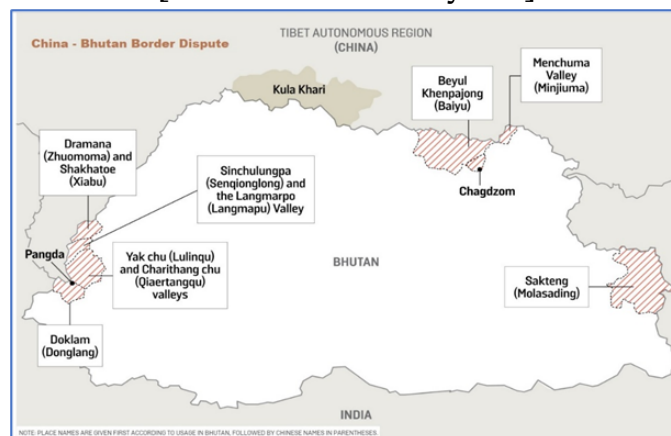 China - Bhutan Border Dispute
TIBET AUTONOMOUS REGION
(CHINA)
Menchuma
Valley
(Minjiuma)
Kula Khari
Beyul
Khenpajong
(Baiyu)
Dramana
(Zhuomoma) and
Shakhatoe
(Xiabu)
Sinchulungpa
(Senqionglong) and
the Langmarpo
(Langmapu) Valley
Chagdzom
Pangda
Yak chu (Lulinqu)
and Charithang chu
(Qiaertangqu)
valleys
BHUTAN
Sakteng
(Molasading)
Doklam
(Donglang)
INDIA
NOTE: PLACE NAMES ARE GIVEN FIRST ACCORDING TO USAGE IN BHUTAN, FOLLOWED BY CHINESE NAMES IN PARENTHESES.